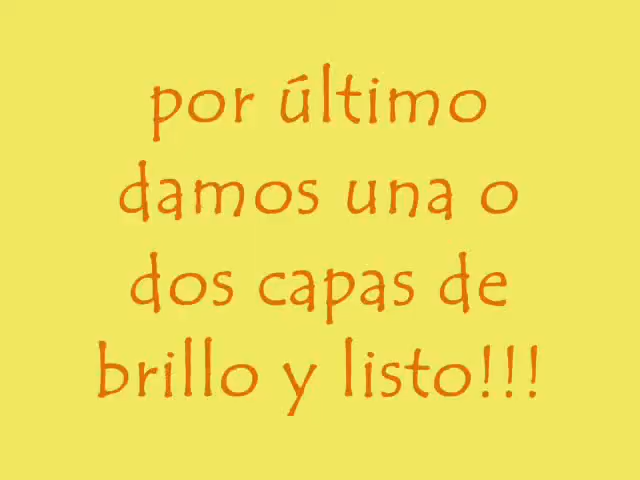 por último
damos una o
dos capas de
brillo y listo!!!